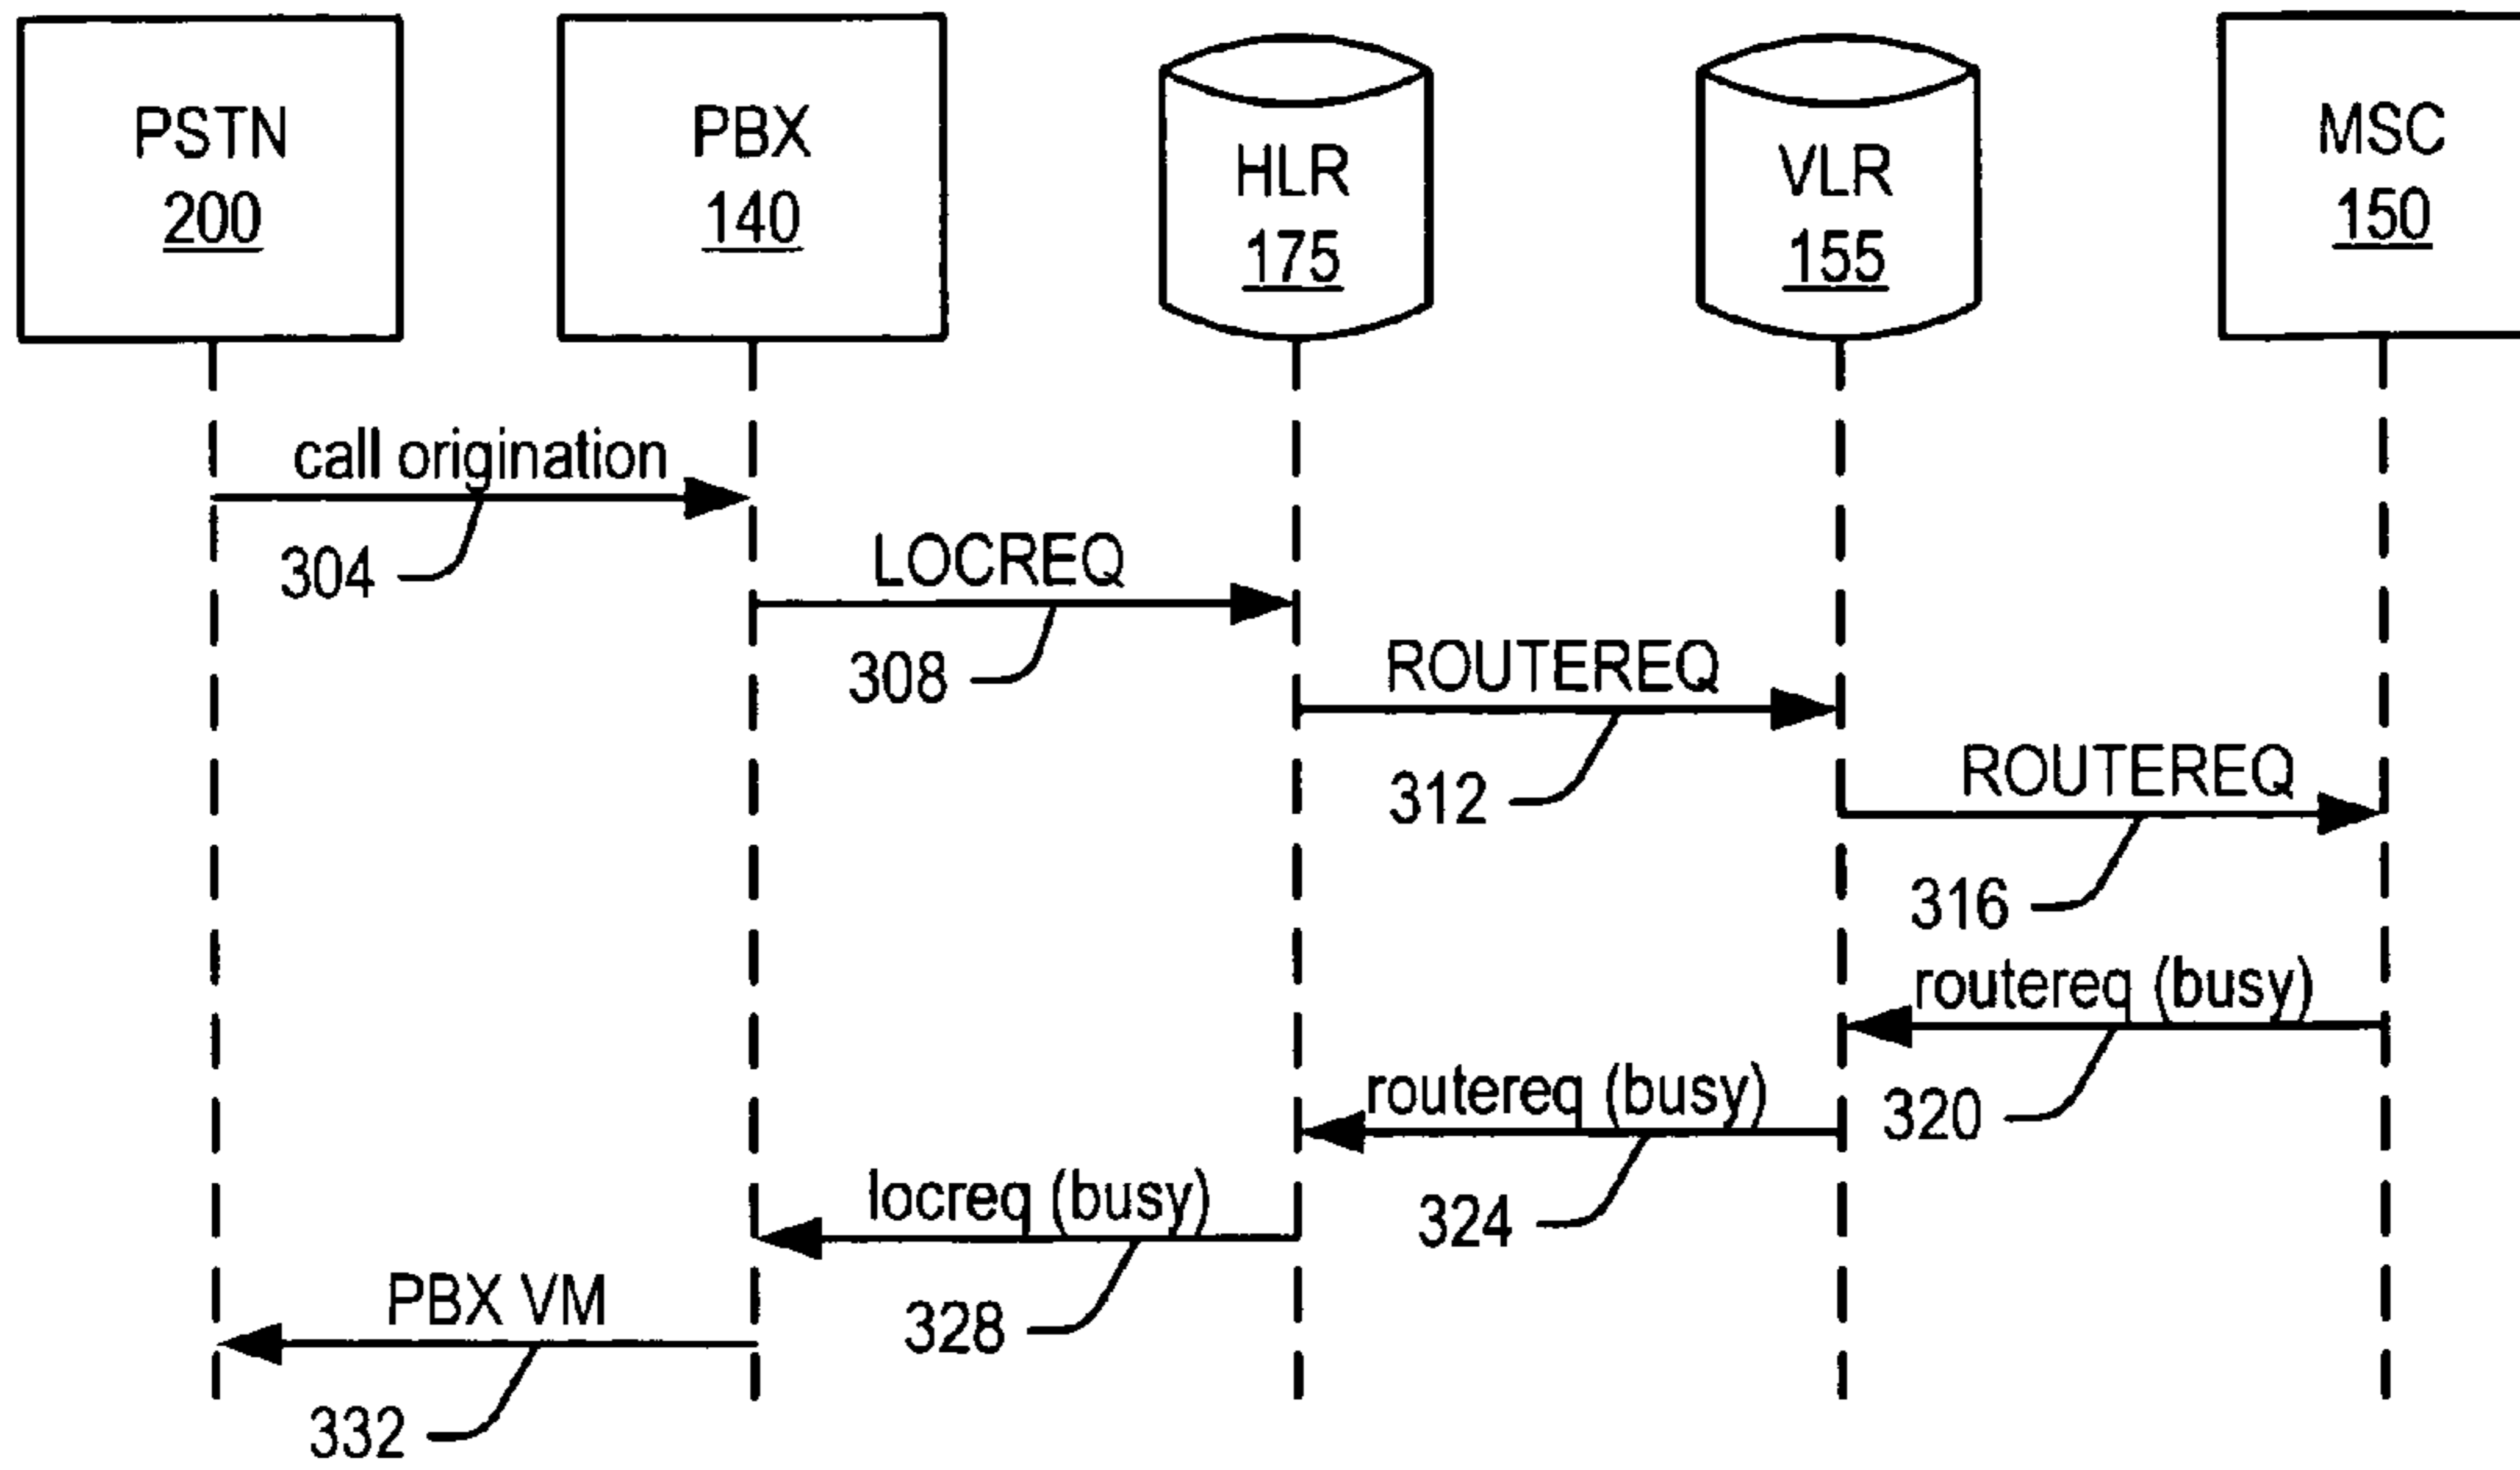 PSTN
200
PBX
140
HLR
175
VLR
155
MSC
150
call origination
304
LOCREQ
308
ROUTEREQ
312
ROUTEREQ
316
routereq (busy)
320
routereq (busy)
324
locreq (busy)
328
PBX VM
332